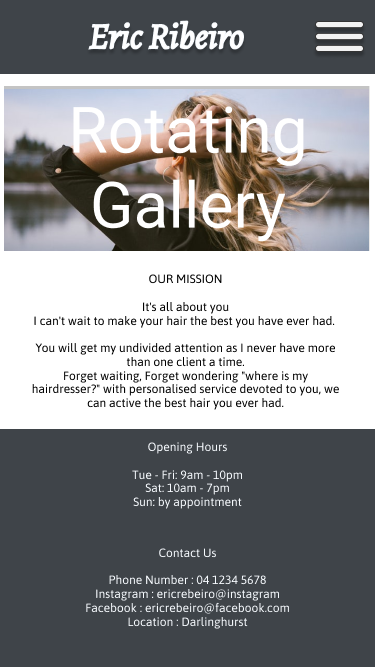 Eric Ribeiro
Rotating
Gallery
OUR MISSION
It's all about you
I can't wait to make your hair the best you have ever had.
You will get my undivided attention as I never have more
than one client a time.
Forget waiting, Forget wondering "where is my
hairdresser?" with personalised service devoted to you, we
can active the best hair you ever had.
Opening Hours
Tue - Fri: 9am - 10pm
Sat: 10am - 7pm
Sun: by appointment
Contact Us
Phone Number : 04 1234 5678
Instagram : ericrebeiro@instagram
Facebook : ericrebeiro@facebook.com
Location : Darlinghurst